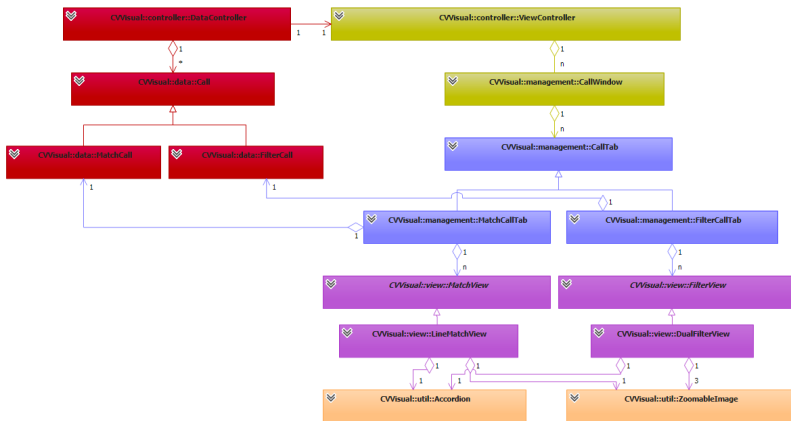 CVVisual::controller::DataController
CVVisual::controller::ViewController
1
1
1
1
*
n
CVVisual::data::Call
CVVisual::management::CallWindow
1
n
CVVisual::management::CallTab
CVVisual::data::MatchCall
CVVisual::data::FilterCall
1
1
1
1
CVVisual::management::MatchCallTab
CVVisual::management::FilterCallTab
1
1
n
n
CVVisual::view::MatchView
CVVisual::view::FilterView
CVVisual::view::LineMatchView
CVVisual::view::DualFilterView
1
1
1
1
1
1
1
3
CVVisual::util::Accordion
CVVisual::util::ZoomableImage